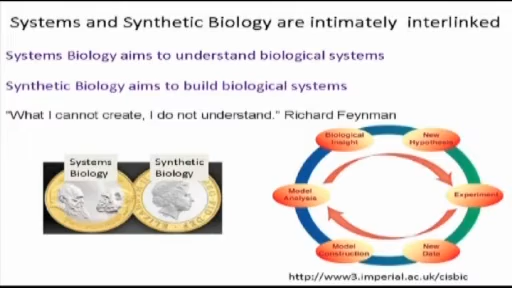 Systems and Synthetic Biology are intimately interlinked
Systems Biology aims to understand biological systems
Synthetic Biology aims to build biological systems
"What I cannot create, I do not understand." Richard Feynman
Systems
Biology
Synthetic
Biology
Biological
Insight
New
Hypothesis
Model
Analysis
Experiment
Model
Construction
New
Data
http://www3.imperial.ac.uk/cisbic